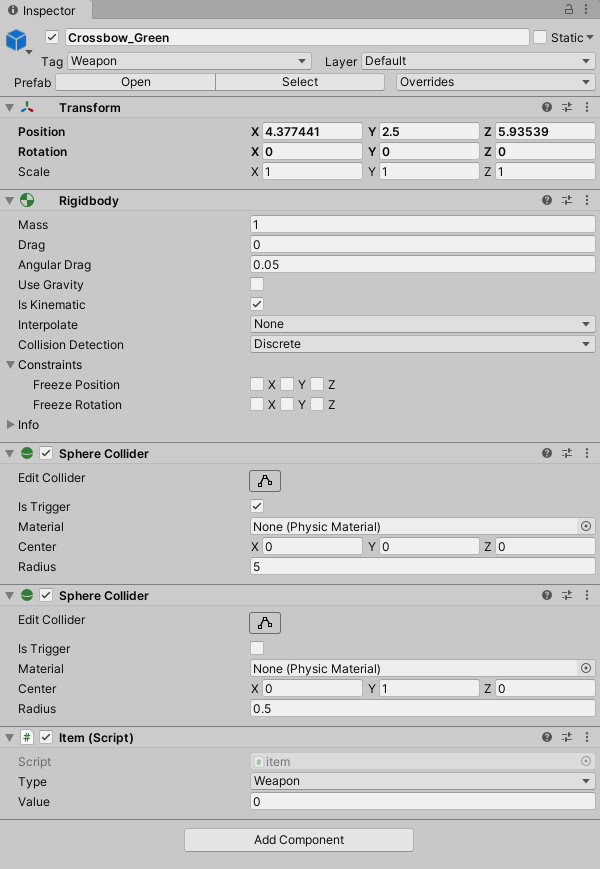 Inspector
Crossbow_Green Static
Tag Weapon Layer Default
Prefab Open Select Overrides
Transform
Position X 4.377441 Y 2.5 Z 5.93539
Rotation X 0 Y 0 Z 0
Scale X 1 Y 1 Z 1
Rigidbody
Mass 1
Drag 0
Angular Drag 0.05
Use Gravity
Is Kinematic
Interpolate None
Collision Detection Discrete
Constraints
Freeze Position X Y Z
Freeze Rotation X Y Z
Info
Sphere Collider
Edit Collider
Is Trigger
Material None (Physic Material)
Center X 0 Y 0 Z 0
Radius 5
Sphere Collider
Edit Collider
Is Trigger
Material None (Physic Material)
Center X 0 Y 1 Z 0
Radius 0.5
# Item (Script)
Script # item
Type Weapon
Value 0
Add Component